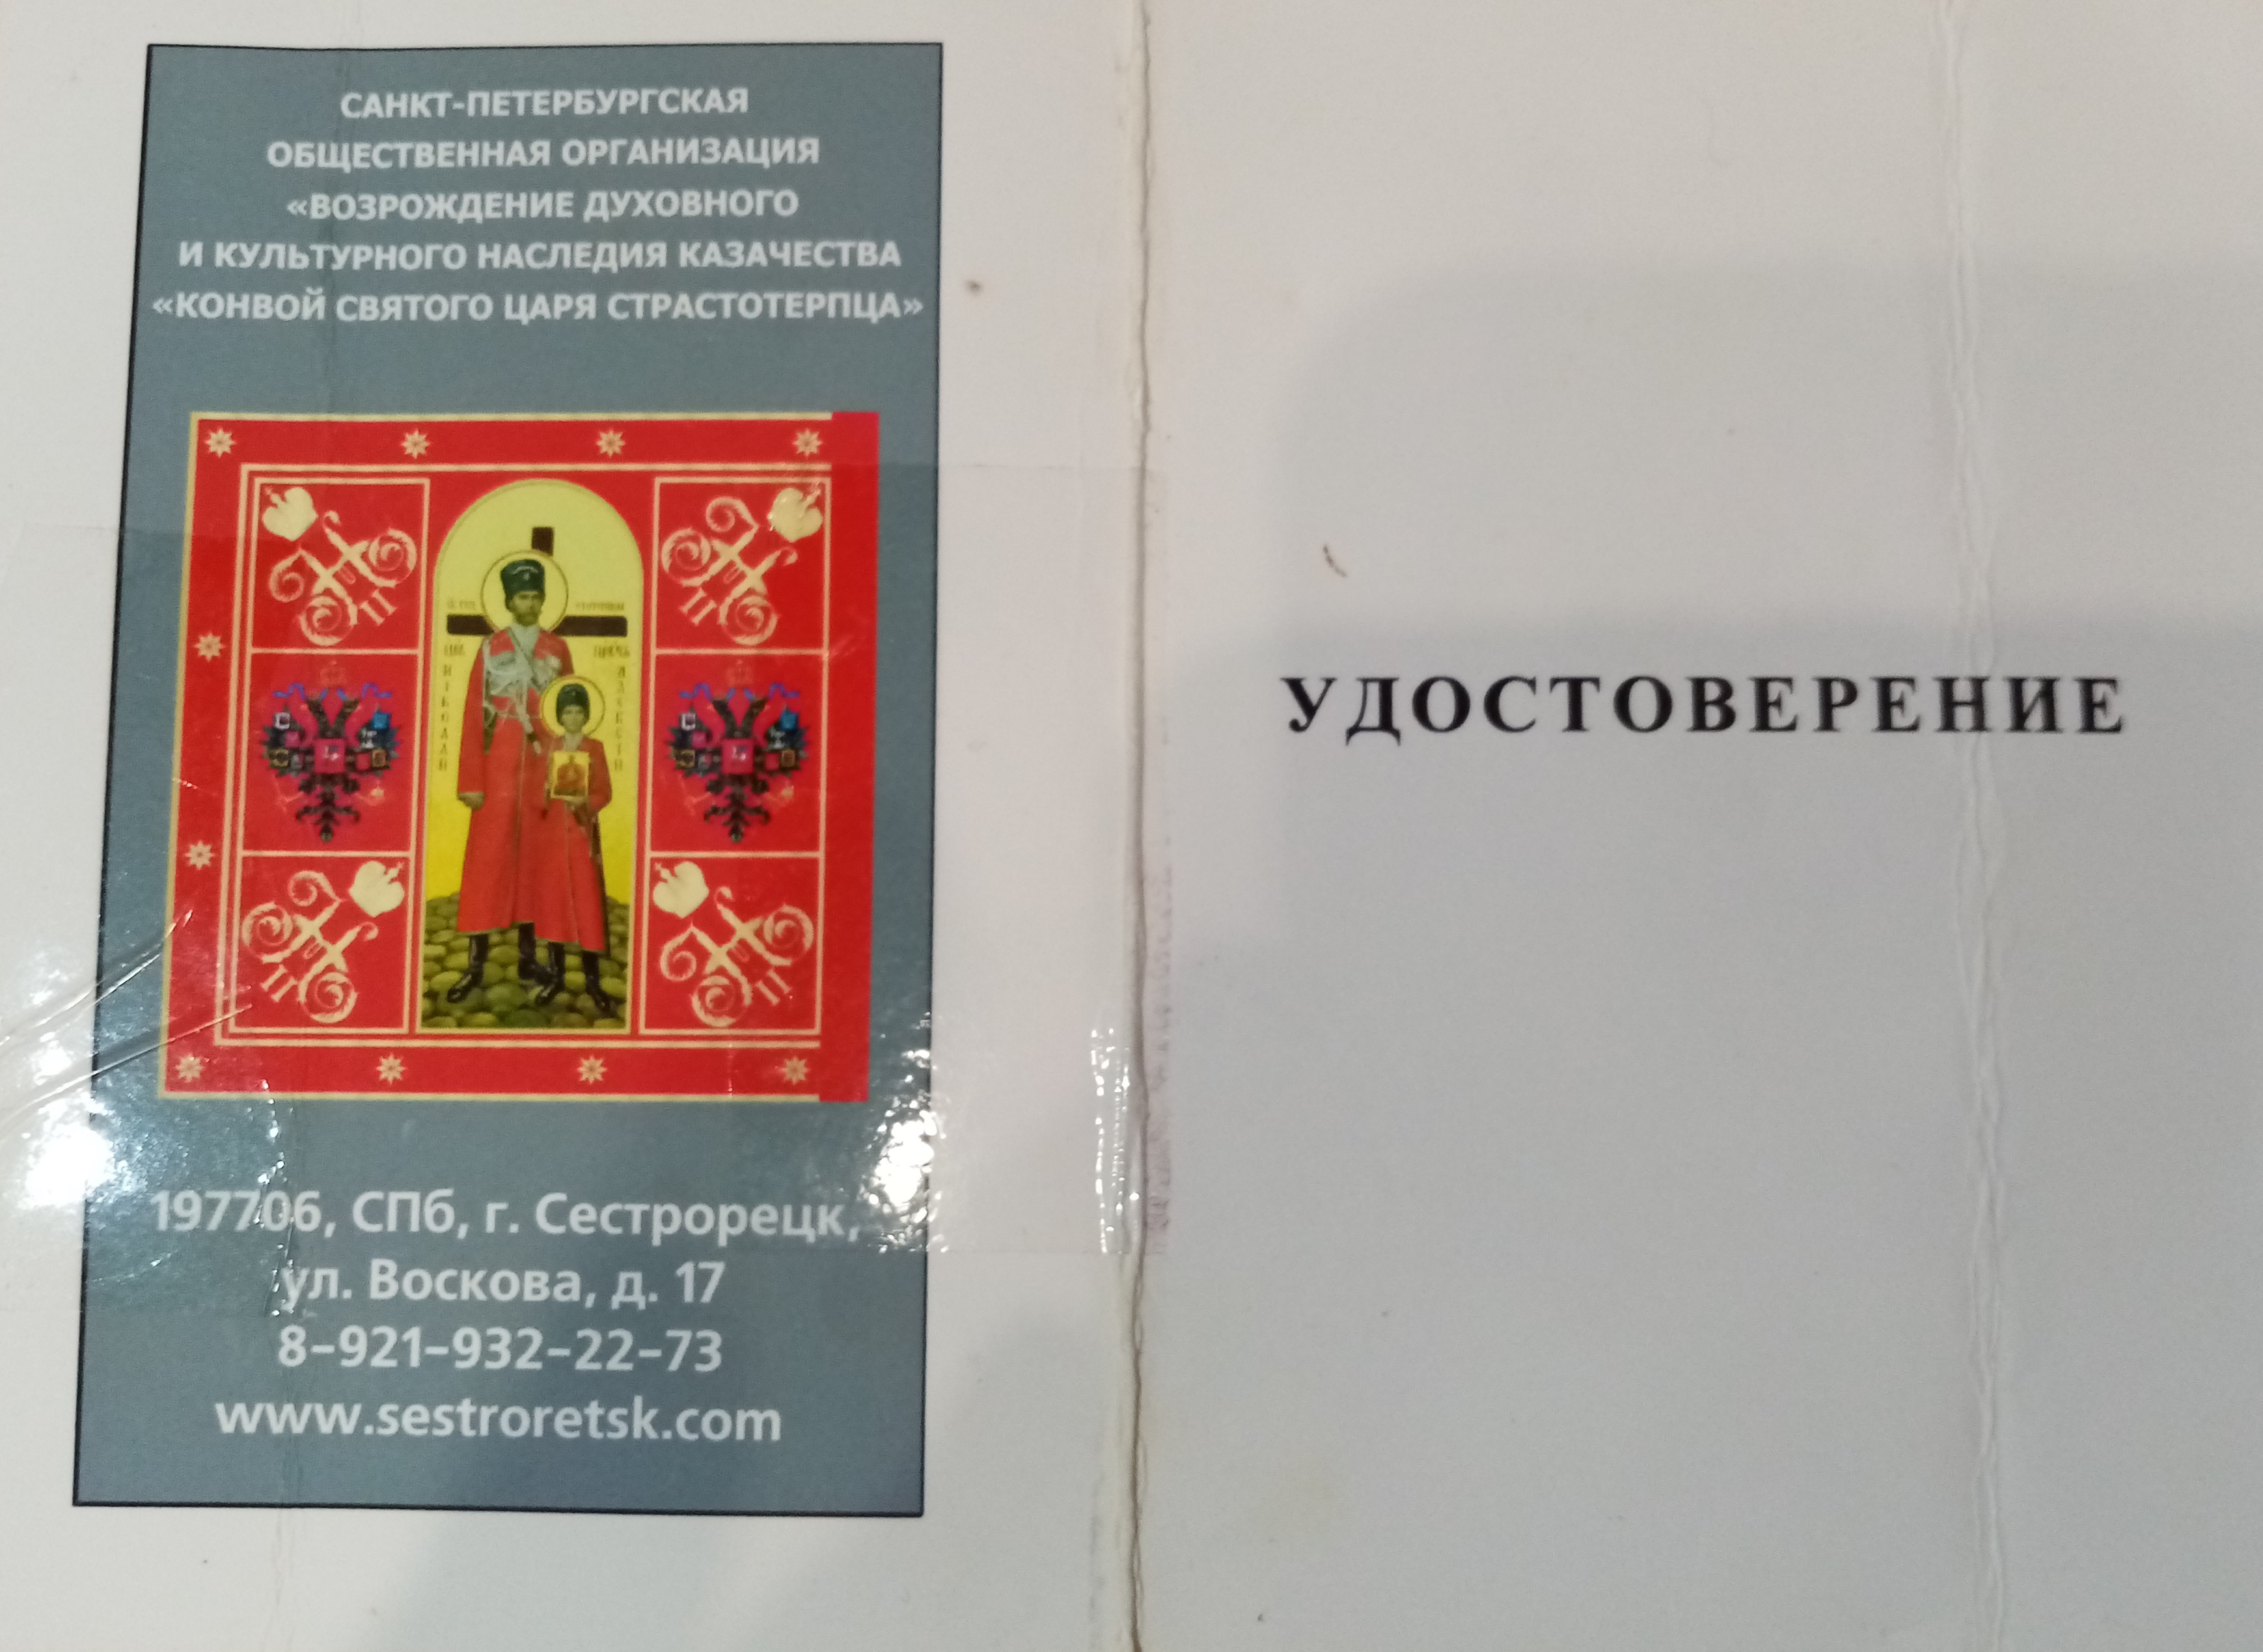 САНКТ-ПЕТЕРБУРГСКАЯ
ОБЩЕСТВЕННАЯ ОРГАНИЗАЦИЯ
«ВОЗРОЖДЕНИЕ ДУХОВНОГО
И КУЛЬТУРНОГО НАСЛЕДИЯ КАЗАЧЕСТВА
«КОНВОЙ СВЯТОГО ЦАРЯ СТРАСТОТЕРПЦА»
197706, СПб, г. Сестрорецк,
ул. Воскова, д. 17
8-921-932-22-73
www.sestroretsk.com
УДОСТОВЕРЕНИЕ